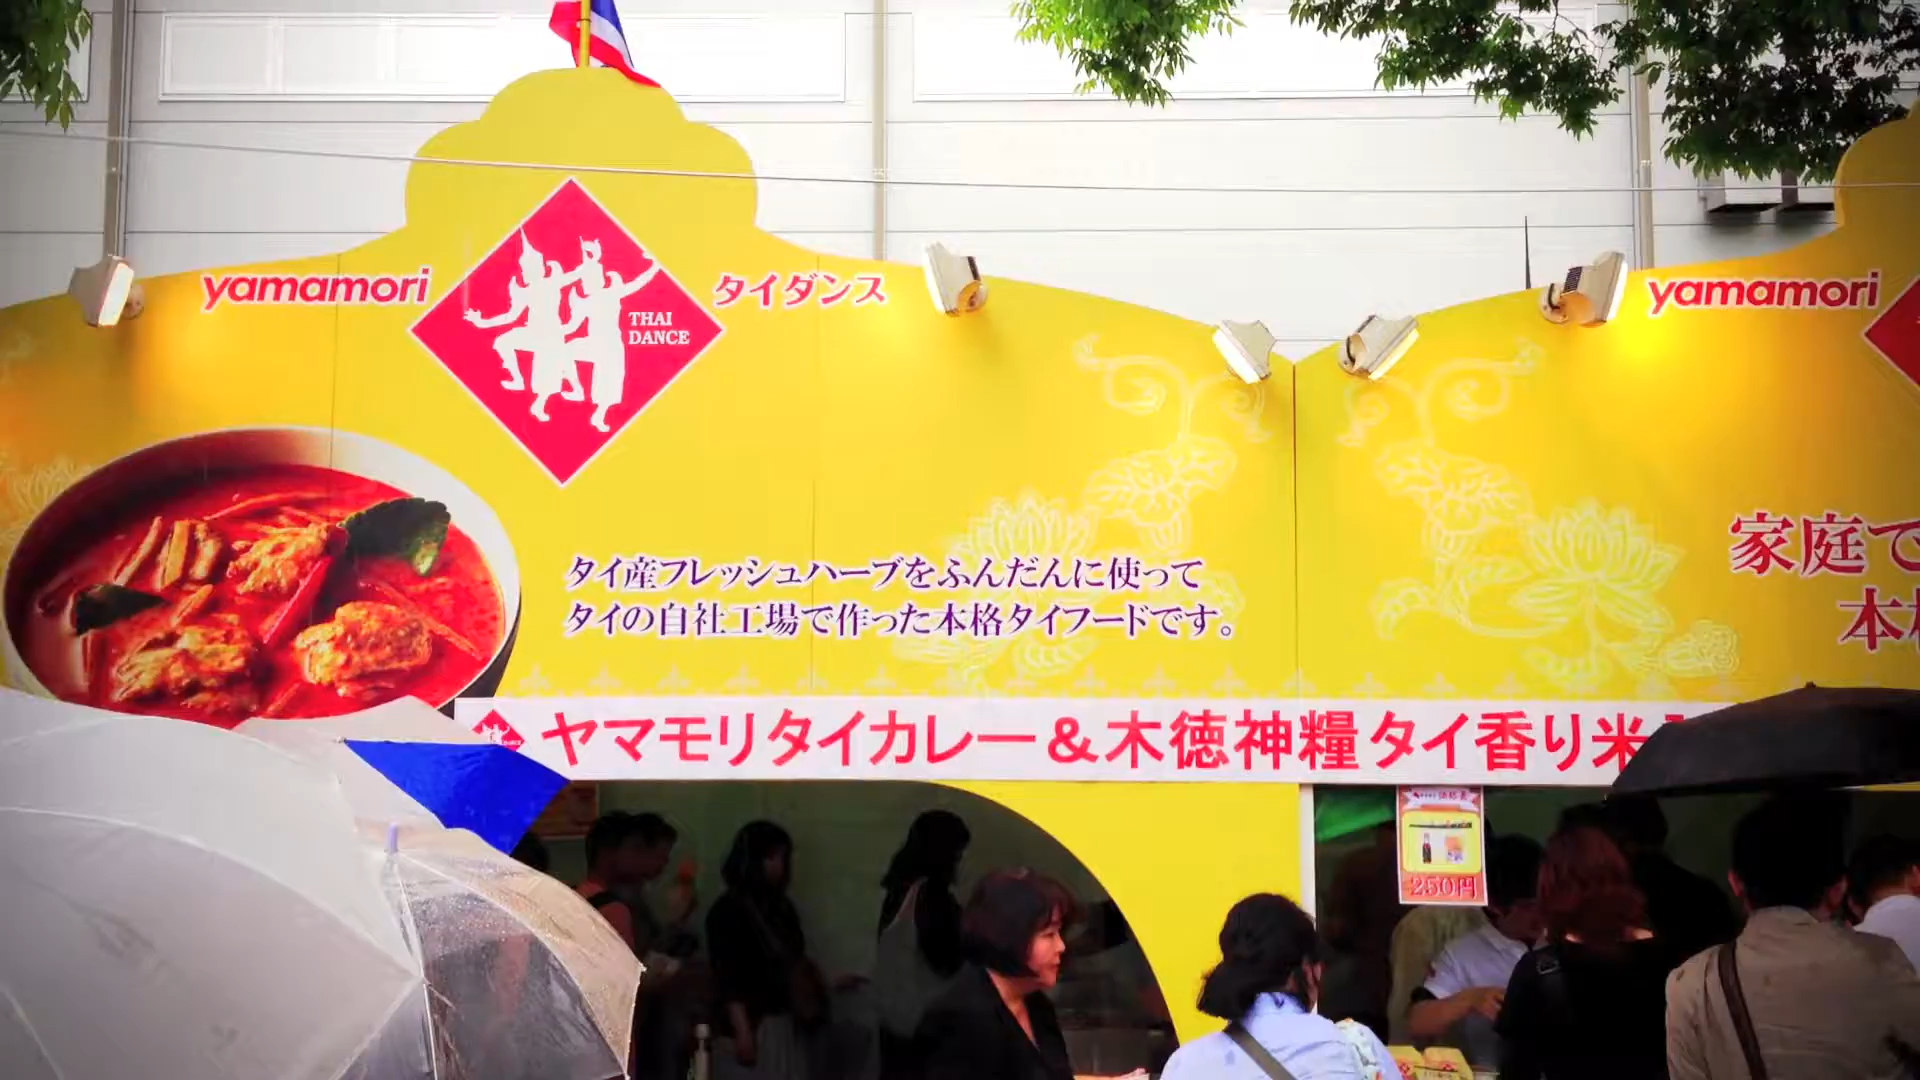 yamamori
THAI
DANCE
タイダンス
yamamori
タイ産フレッシュハーブをふんだんに使って
タイの自社工場で作った本格タイフードです。
家庭で
本
ヤマモリタイカレー&木徳神糧タイ香り米
250円